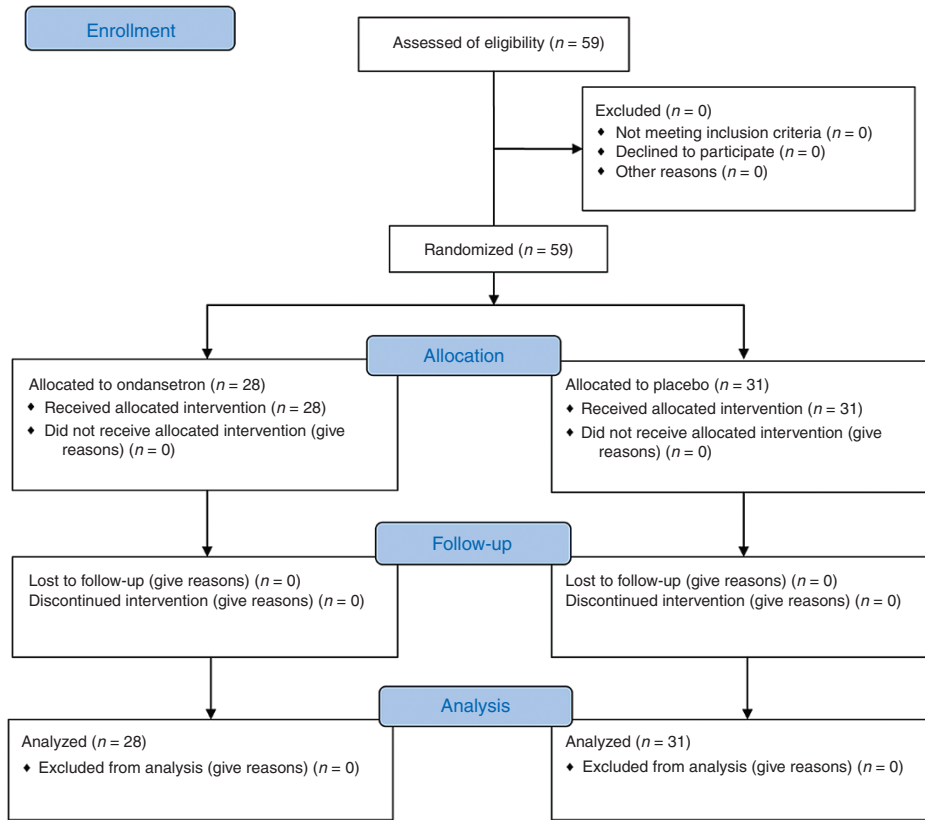 Enrollment
Assessed of eligibility (n = 59)
Excluded (n = 0)
♦ Not meeting inclusion criteria (n = 0)
♦ Declined to participate (n = 0)
♦ Other reasons (n = 0)
Randomized (n = 59)
Allocation
Allocated to ondansetron (n = 28)
♦ Received allocated intervention (n = 28)
♦ Did not receive allocated intervention (give
reasons) (n = 0)
Allocated to placebo (n = 31)
♦ Received allocated intervention (n = 31)
♦ Did not receive allocated intervention (give
reasons) (n = 0)
Follow-up
Lost to follow-up (give reasons) (n = 0)
Discontinued intervention (give reasons) (n = 0)
Lost to follow-up (give reasons) (n = 0)
Discontinued intervention (give reasons) (n = 0)
Analysis
Analyzed (n = 28)
♦ Excluded from analysis (give reasons) (n = 0)
Analyzed (n = 31)
♦ Excluded from analysis (give reasons) (n = 0)